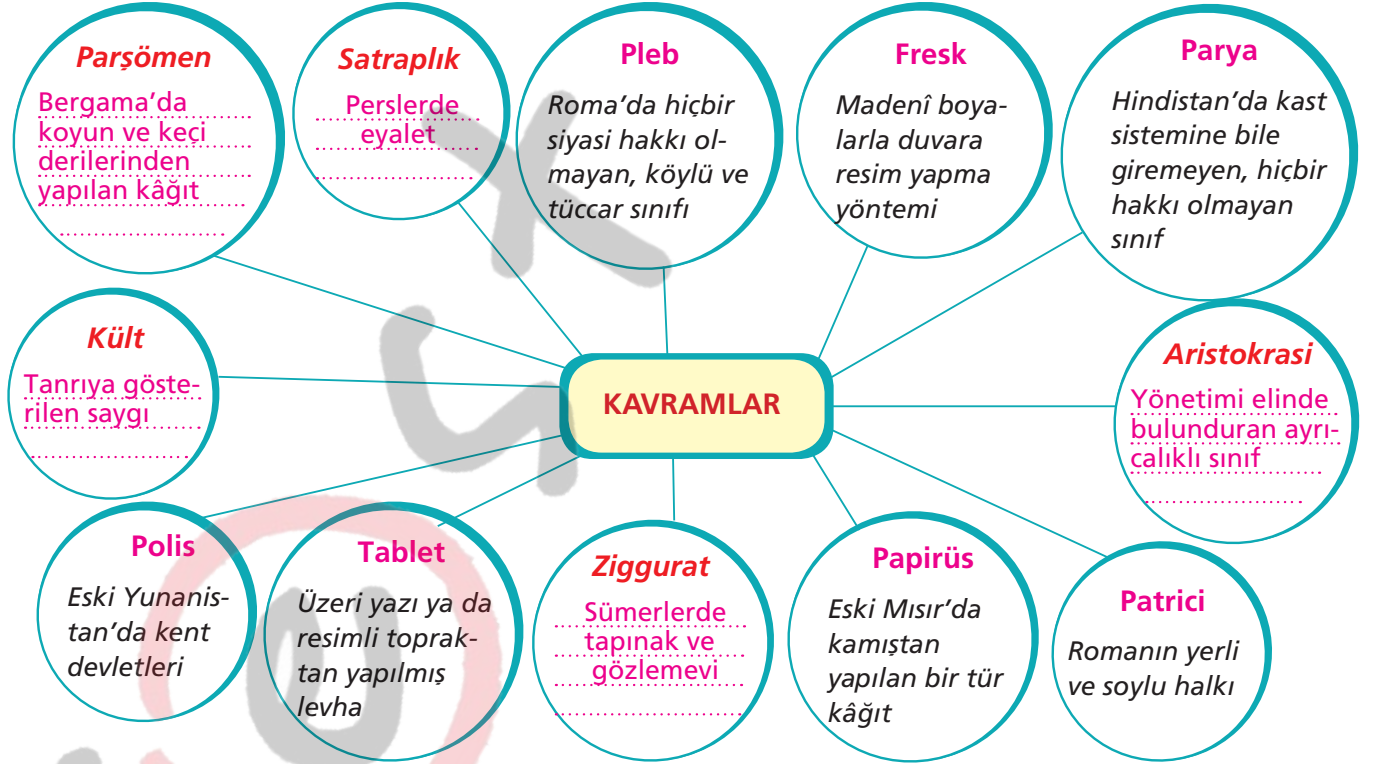 Parşömen
Bergama’da
koyun ve keçi
derilerinden
yapılan kâğıt
Satraplık
Perslerde
eyalet
Pleb
Roma’da hiçbir
siyasi hakkı ol-
mayan, köylü ve
tüccar sınıfı
Fresk
Madenî boya-
larla duvara
resim yapma
yöntemi
Parya
Hindistan’da kast
sistemine bile
giremeyen, hiçbir
hakkı olmayan
sınıf
Kült
Tanrıya göste-
rilen saygı
KAVRAMLAR
Aristokrasi
Yönetimi elinde
bulunduran ayrı-
calıklı sınıf
Polis
Eski Yunanis-
tan’da kent
devletleri
Tablet
Üzeri yazı ya da
resimli toprak-
tan yapılmış
levha
Ziggurat
Sümerlerde
tapınak ve
gözlemevi
Papirüs
Eski Mısır’da
kamıştan
yapılan bir tür
kâğıt
Patrici
Romanın yerli
ve soylu halkı